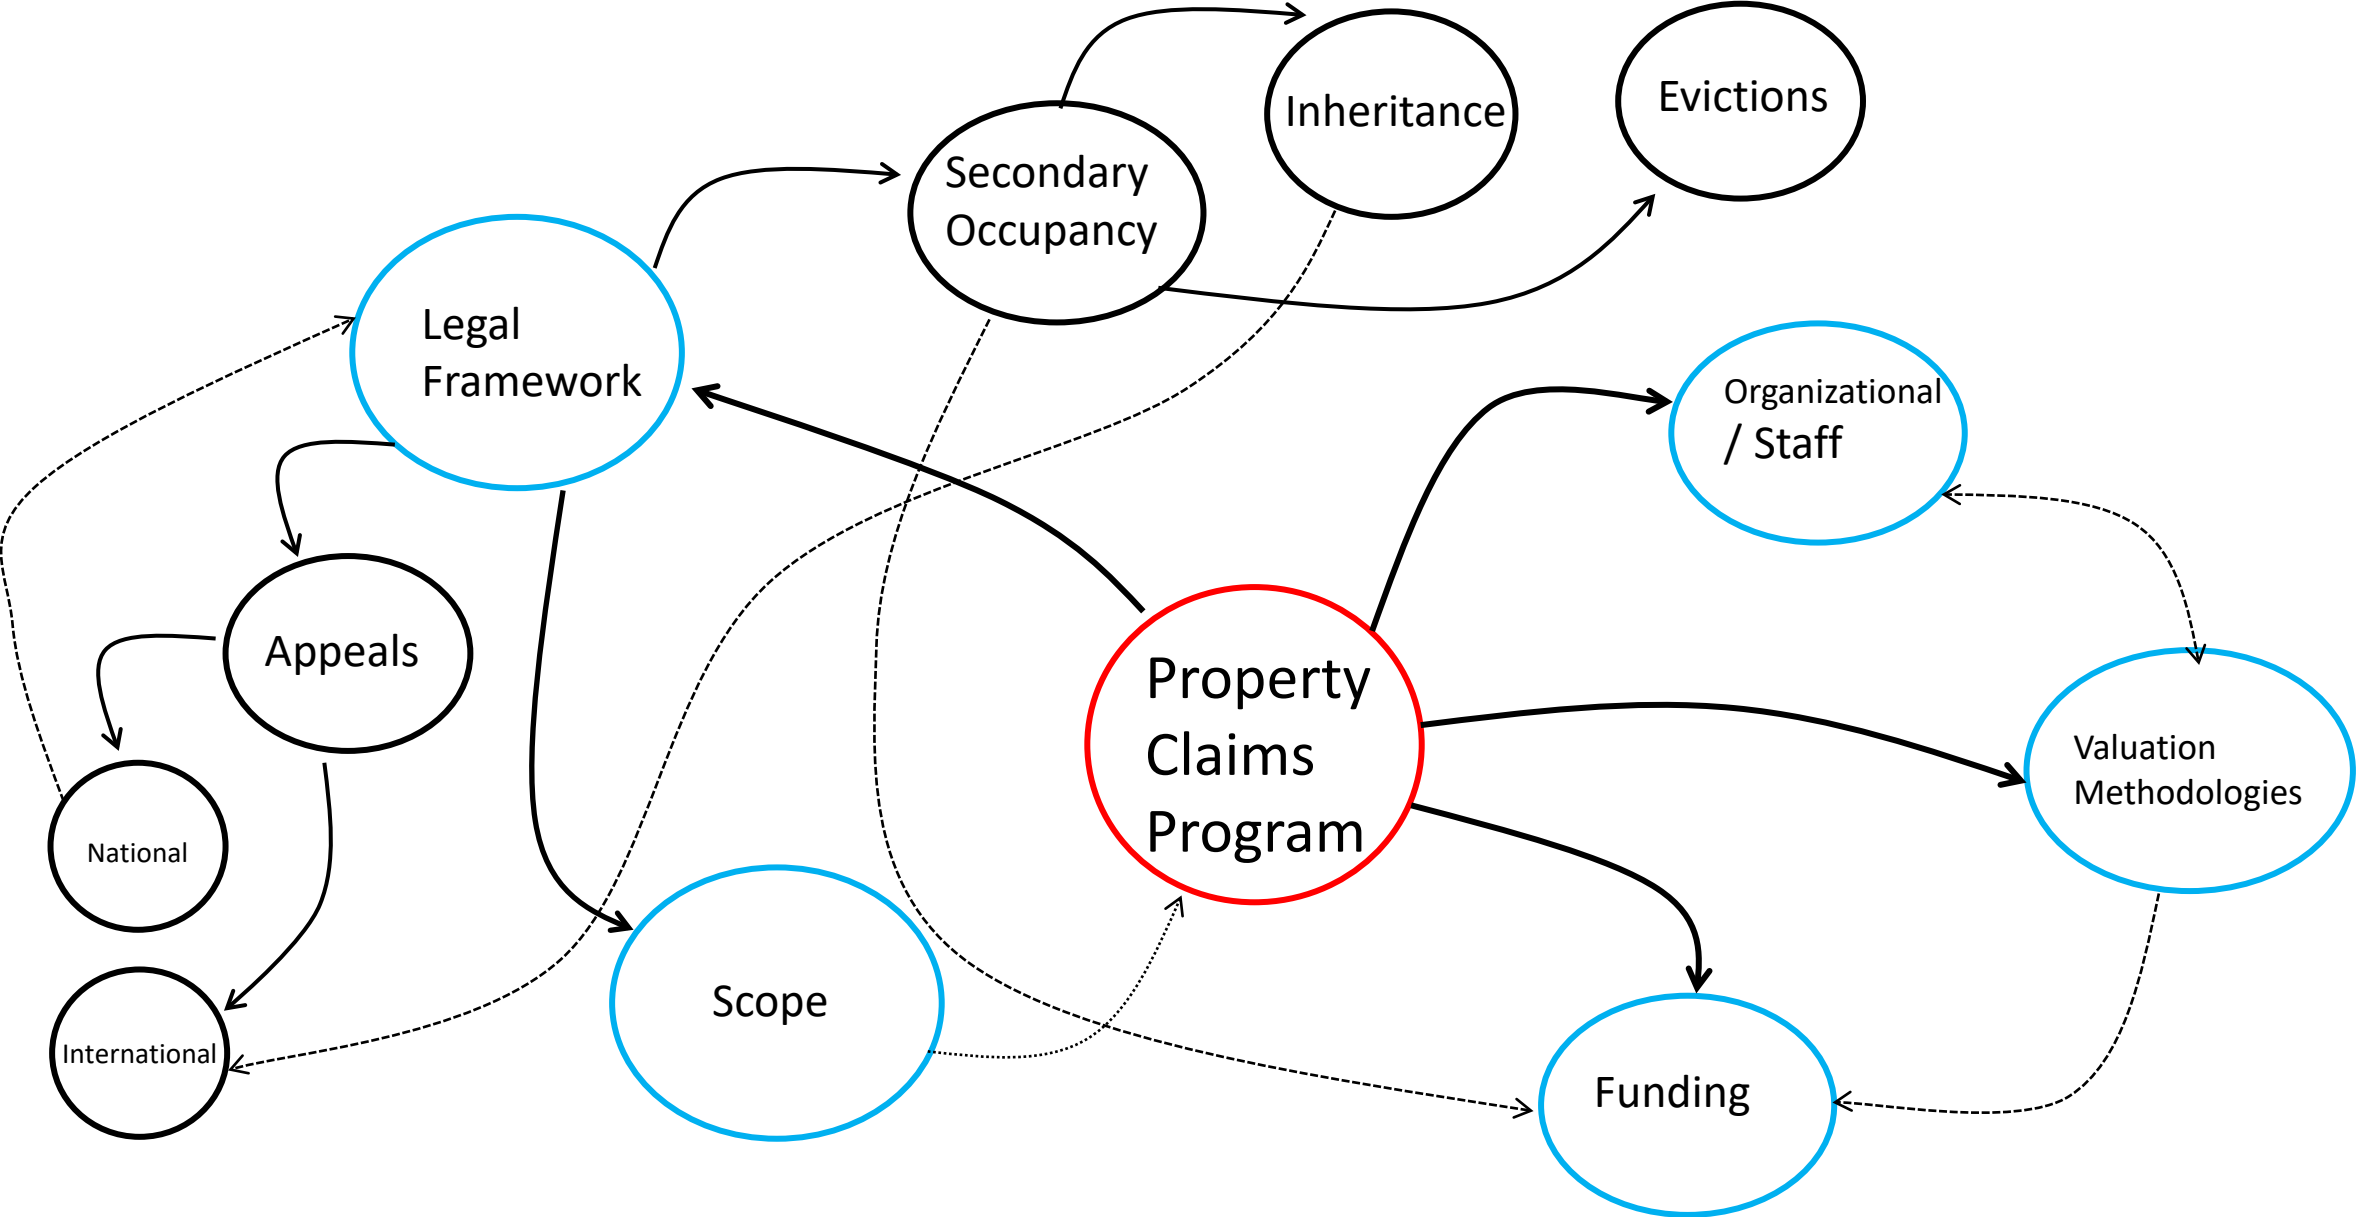 Inheritance
Evictions
Secondary
Occupancy
Legal
Framework
Organizational
/ Staff
Appeals
Property
Claims
Program
Valuation
Methodologies
National
Scope
International
Funding